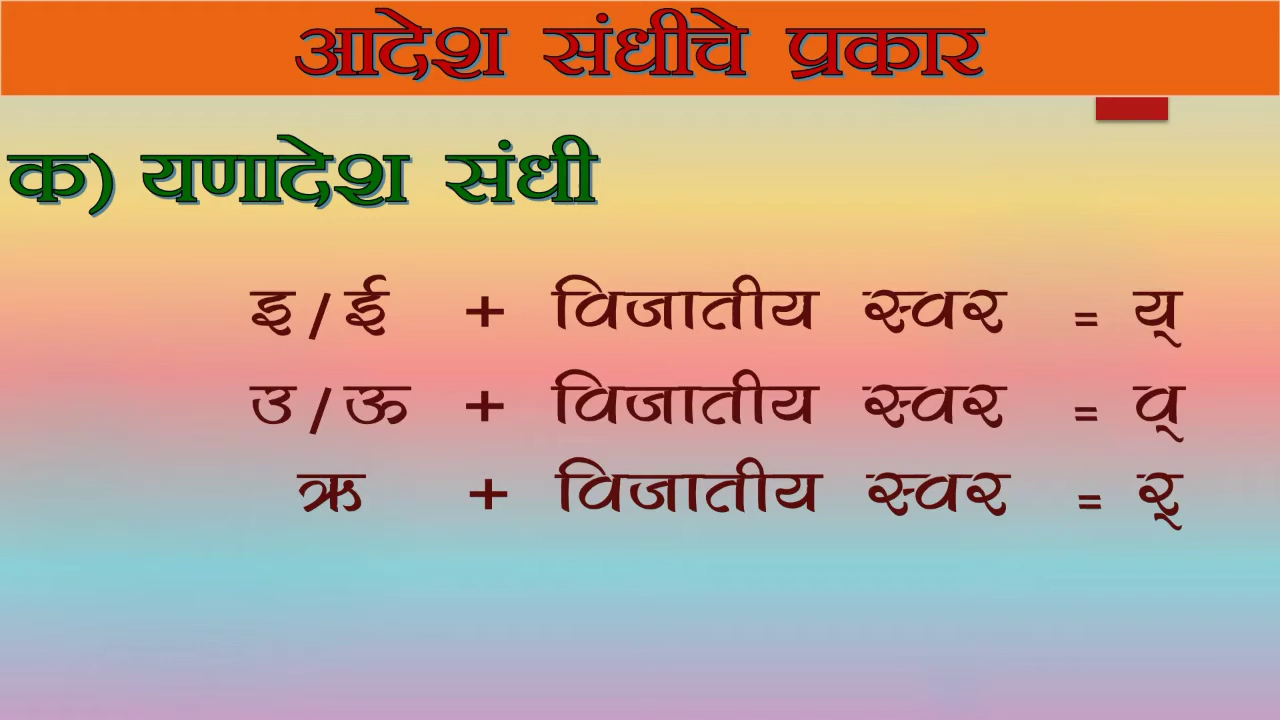 आदेश संधीचे प्रकार
क) यणादेश संधी
इ / ई + विजातीय स्वर = य्
उ / ऊ + विजातीय स्वर = व्
ऋ + विजातीय स्वर = र्